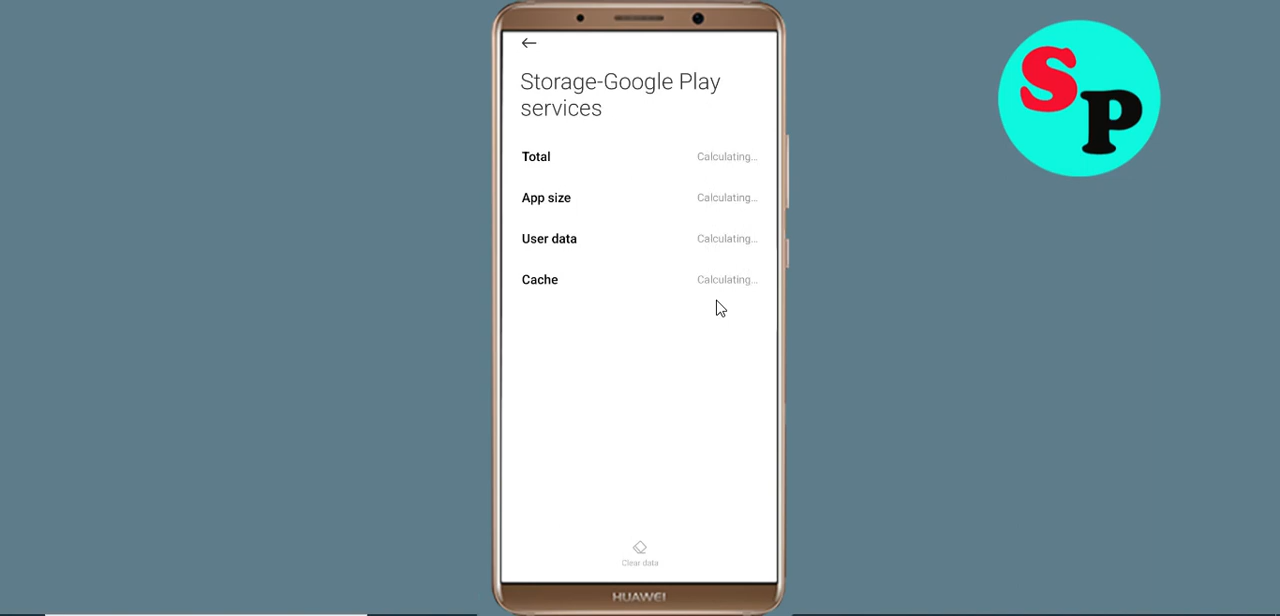 Storage-Google Play
services
Total Calculating...
App size Calculating...
User data Calculating...
Cache Calculating...
Clear data
HUAWEI
SP